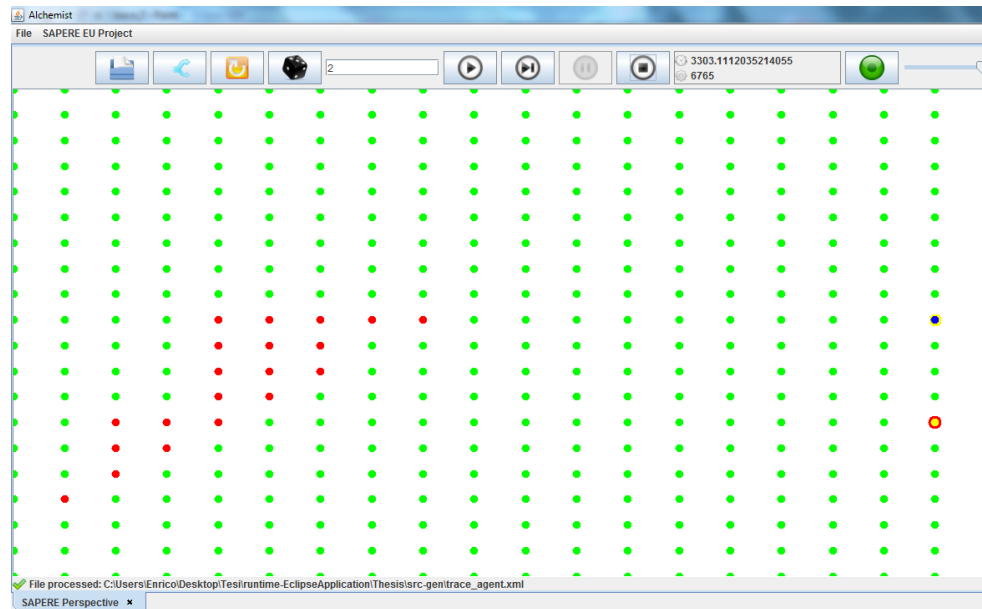 Alchemist
File SAPERE EU Project
2
3303.1112035214055
6765
File processed: C:\Users\Enrico\Desktop\Tesi\runtime-EclipseApplication\Thesis\src-gen\trace_agent.xml
SAPERE Perspective ×